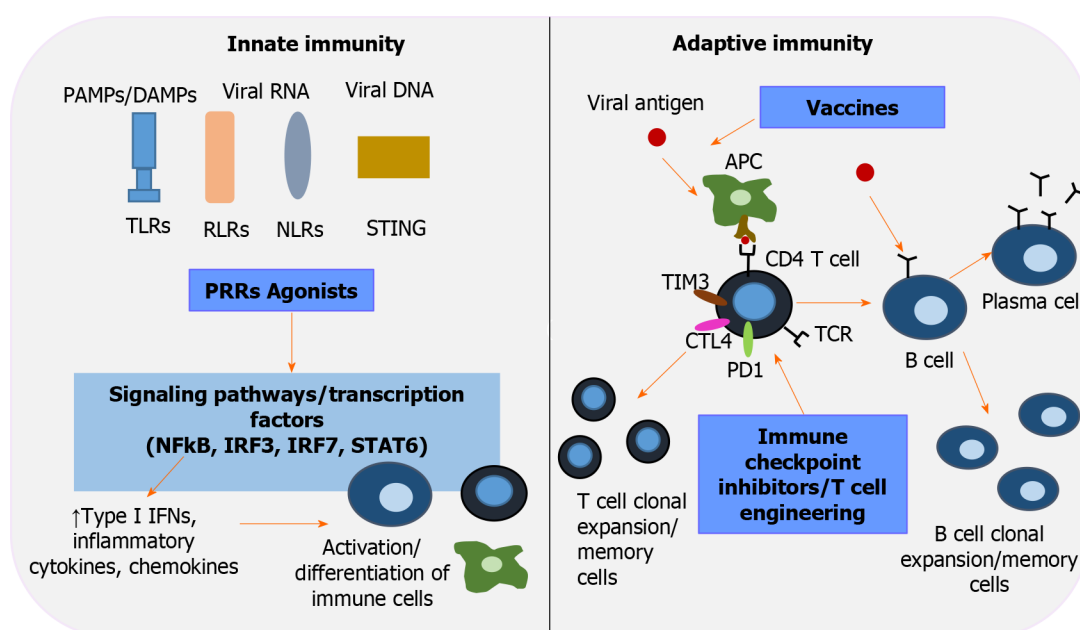 Innate immunity
PAMPs/DAMPs
Viral RNA
Viral DNA
TLRs
RLRs
NLRs
STING
PRRs Agonists
Signaling pathways/transcription
factors
(NFkB, IRF3, IRF7, STAT6)
↑Type I IFNs,
inflammatory
cytokines, chemokines
Activation/
differentiation of
immune cells
Adaptive immunity
Viral antigen
Vaccines
APC
CD4 T cell
TIM3
CTL4
PD1
TCR
B cell
Plasma cell
T cell clonal
expansion/
memory
cells
Immune
checkpoint
inhibitors/T cell
engineering
B cell clonal
expansion/memory
cells